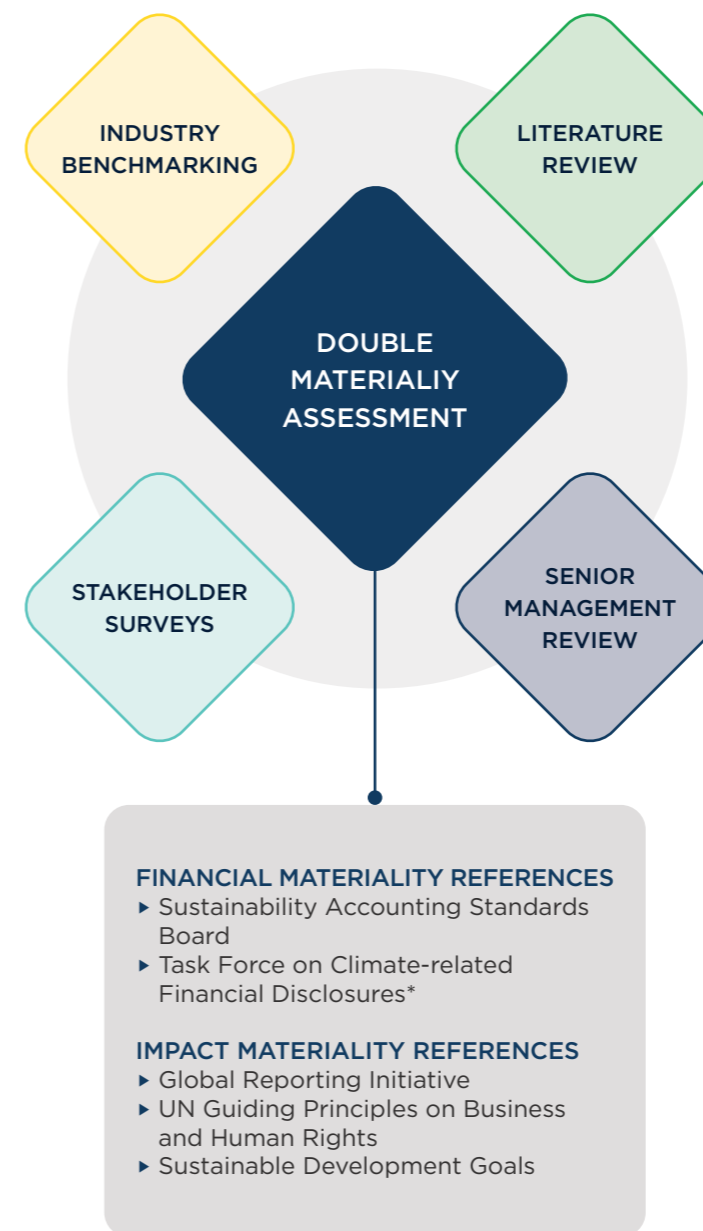 INDUSTRY
BENCHMARKING
LITERATURE
REVIEW
DOUBLE
MATERIALIY
ASSESSMENT
STAKEHOLDER
SURVEYS
SENIOR
MANAGEMENT
REVIEW
FINANCIAL MATERIALITY REFERENCES
▸ Sustainability Accounting Standards
Board
▸ Task Force on Climate-related
Financial Disclosures*
IMPACT MATERIALITY REFERENCES
▸ Global Reporting Initiative
▸ UN Guiding Principles on Business
and Human Rights
▸ Sustainable Development Goals